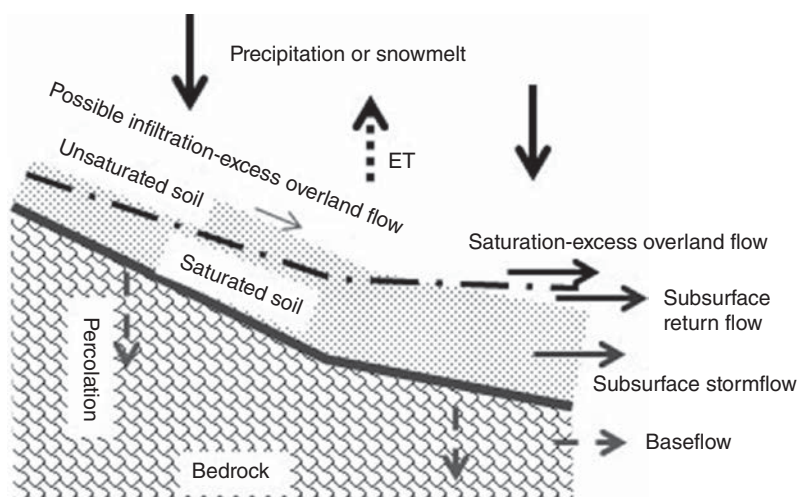 Precipitation or snowmelt
Possible infiltration-excess overland flow
Unsaturated soil
ET
Saturation-excess overland flow
Saturated soil
Subsurface
return flow
Percolation
Subsurface stormflow
Baseflow
Bedrock